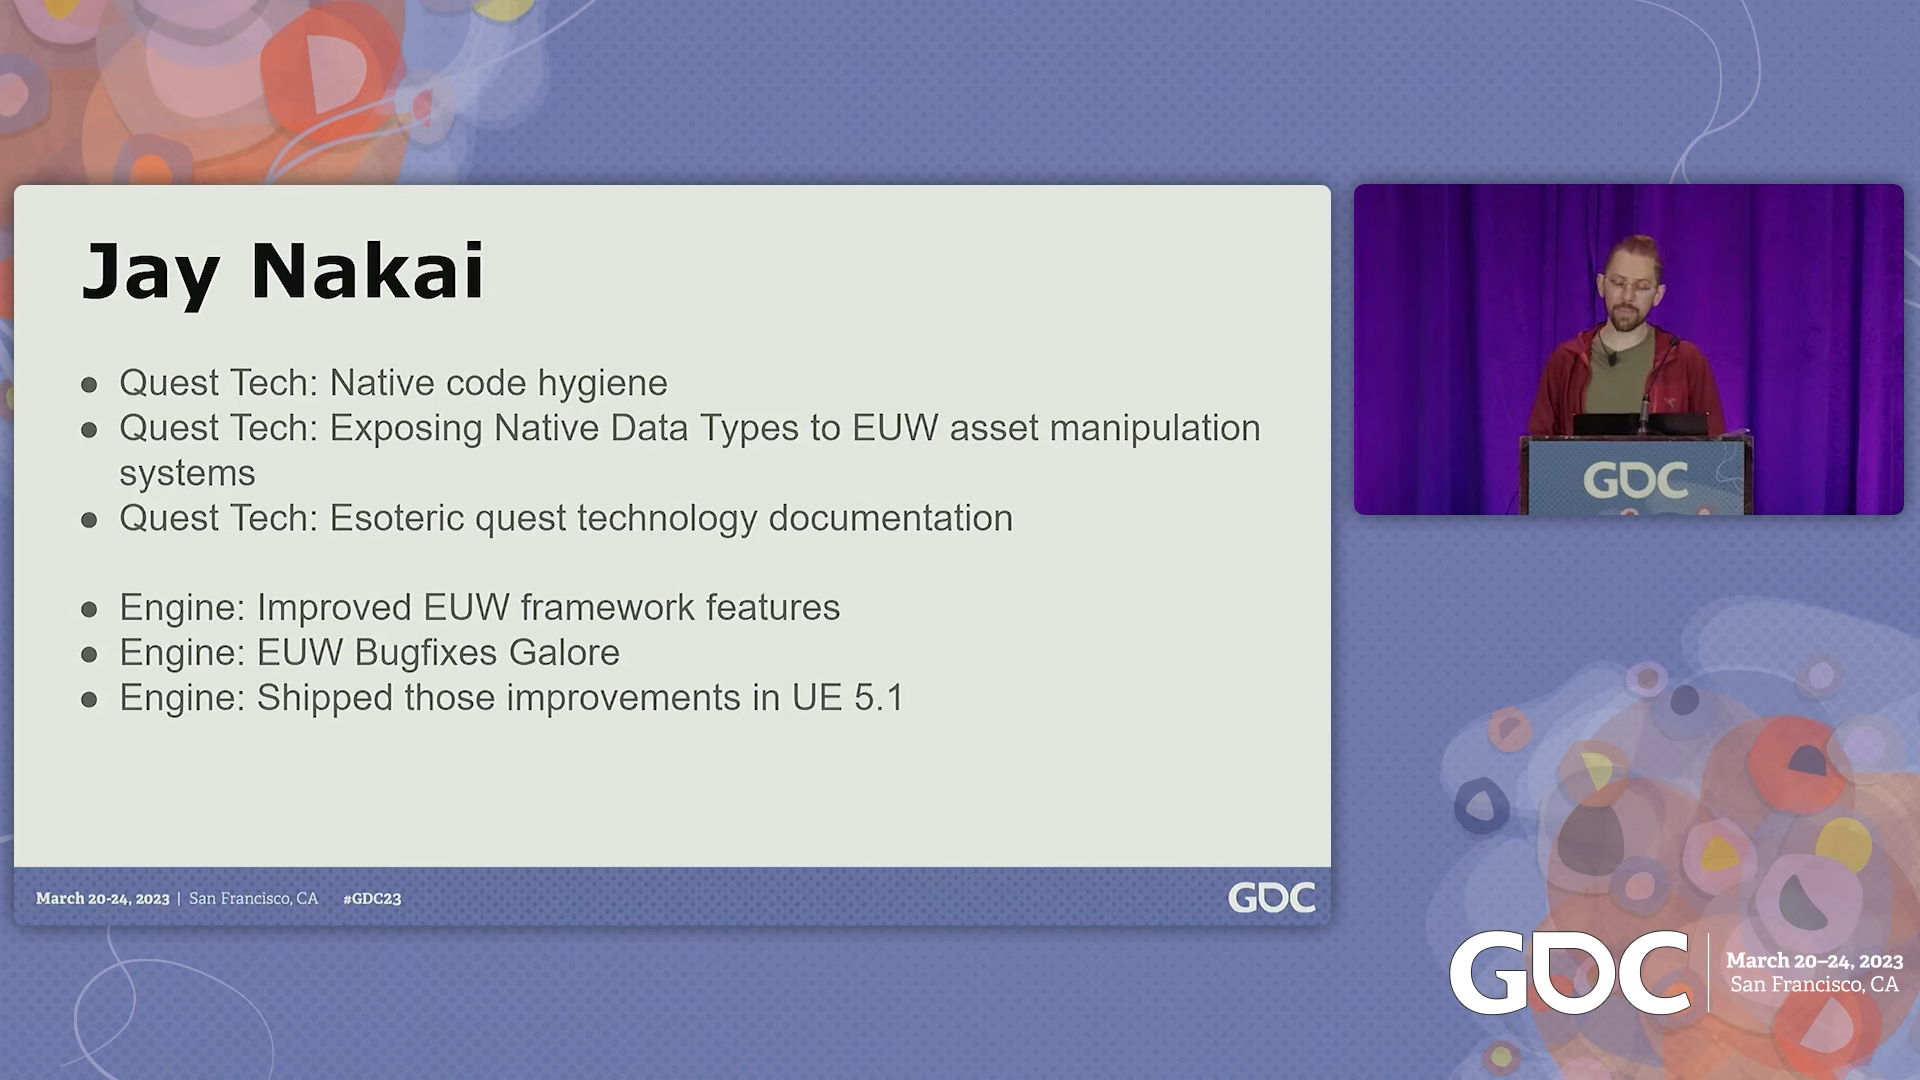 Jay Nakai
● Quest Tech: Native code hygiene
● Quest Tech: Exposing Native Data Types to EUW asset manipulation
systems
● Quest Tech: Esoteric quest technology documentation
● Engine: Improved EUW framework features
● Engine: EUW Bugfixes Galore
● Engine: Shipped those improvements in UE 5.1
March 20-24, 2023 | San Francisco, CA #GDC23
GDC
GDC
GDC
March 20–24, 2023
San Francisco, CA